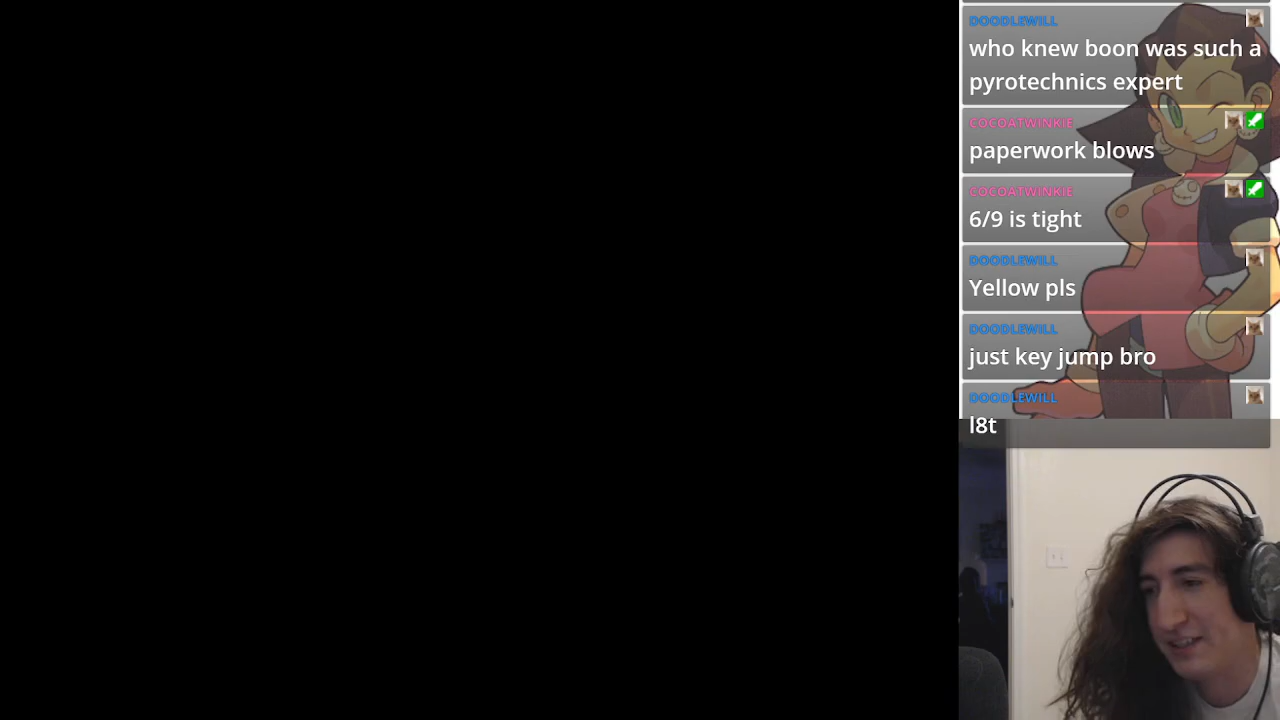 DOODLEWILL
who knew boon was such a
pyrotechnics expert
COCOATWINKIE
paperwork blows
COCOATWINKIE
6/9 is tight
DOODLEWILL
Yellow pls
DOODLEWILL
just key jump bro
DOODLEWILL
l8t